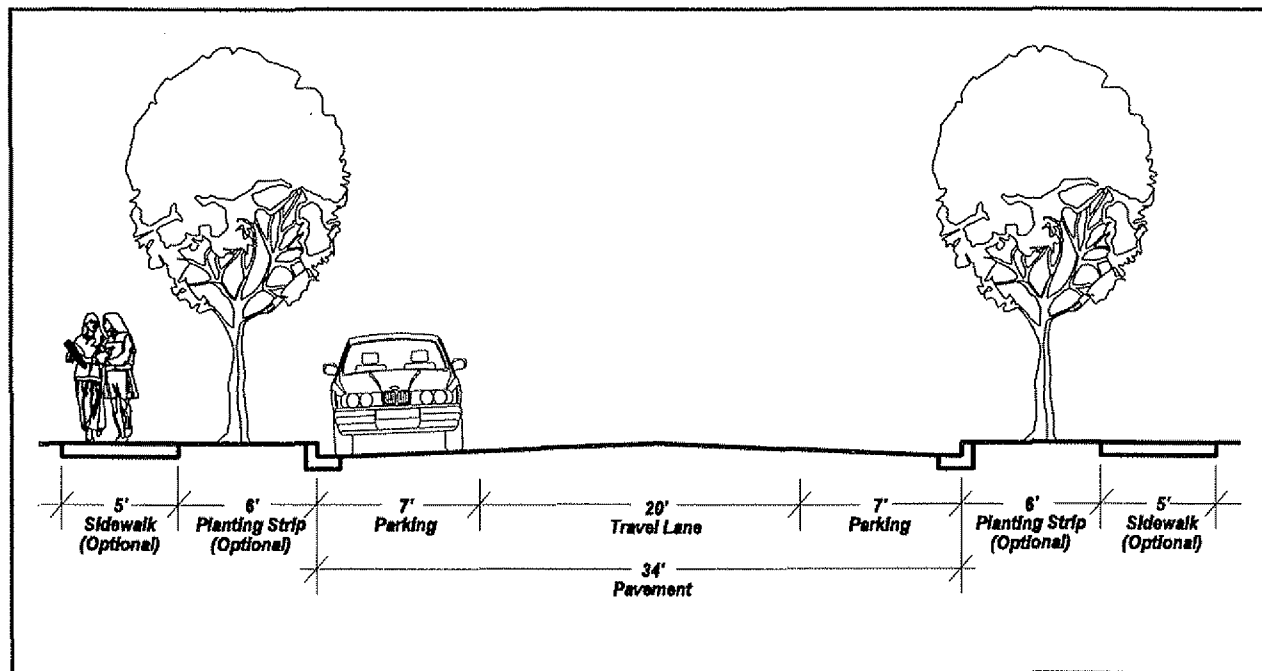 5'
Sidewalk
(Optional)
6'
Planting Strip
(Optional)
7'
Parking
20'
Travel Lane
7'
Parking
6'
Planting Strip
(Optional)
5'
Sidewalk
(Optional)
34'
Pavement